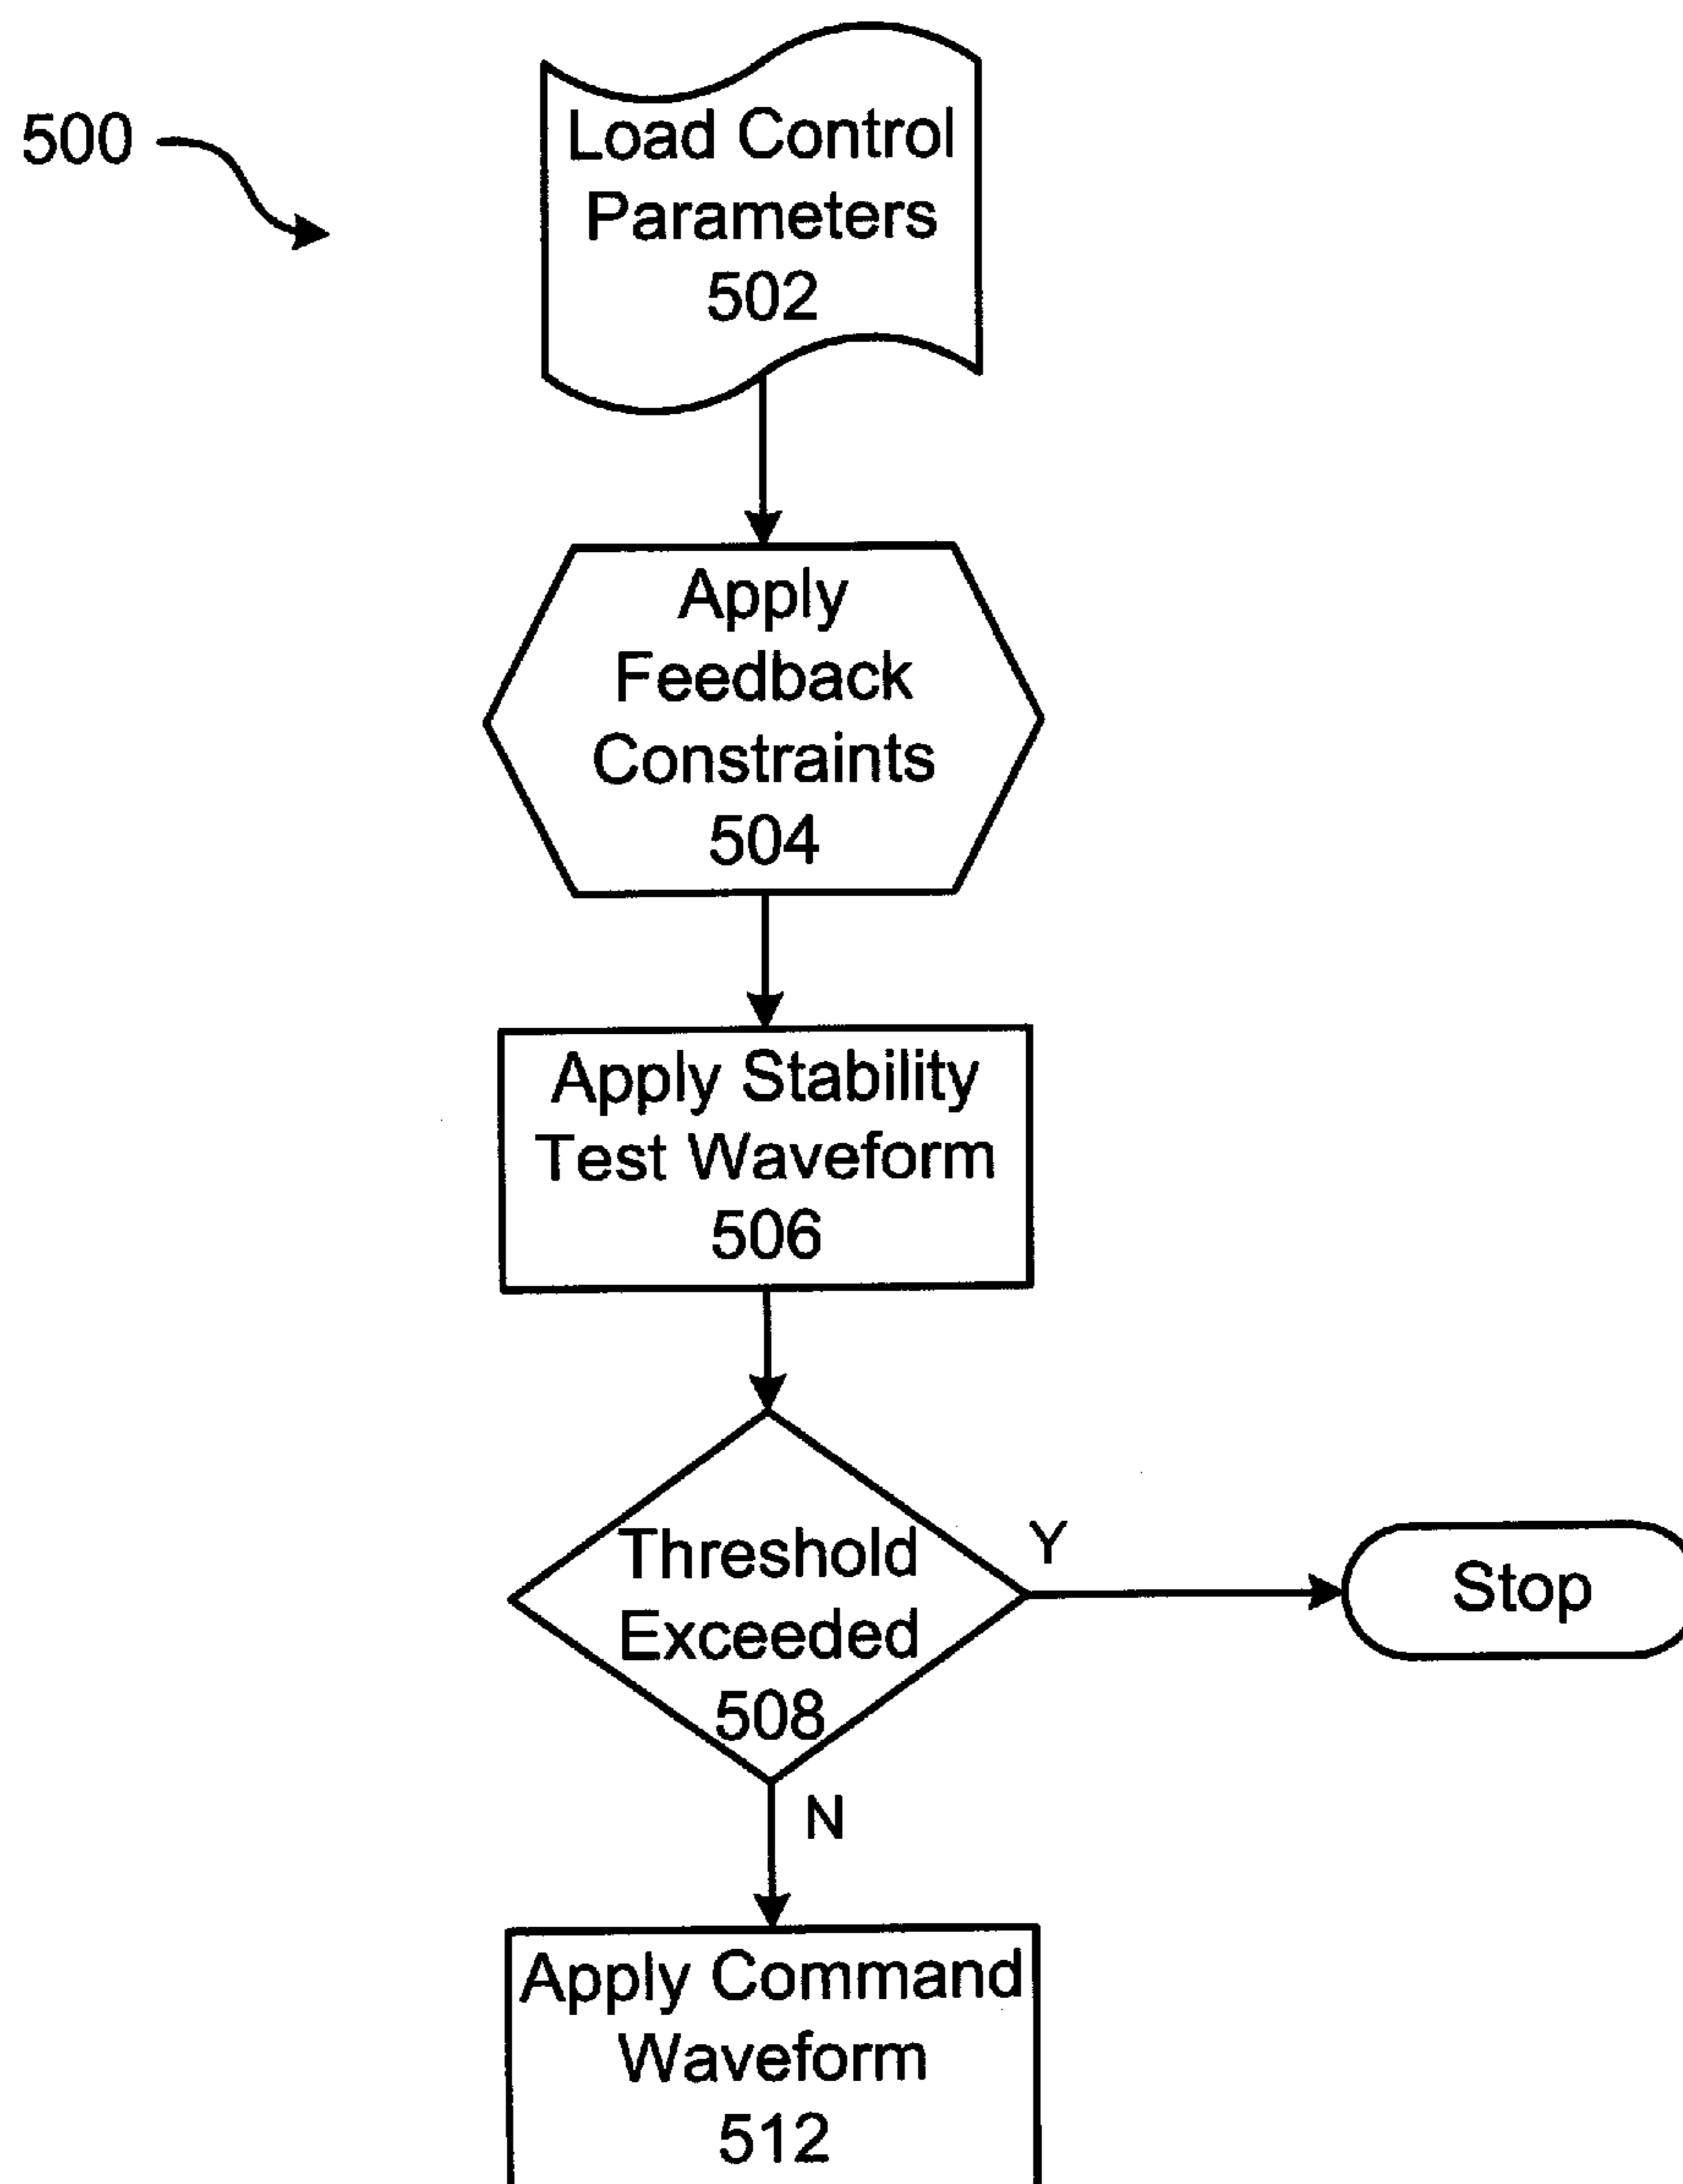 500
Load Control
Parameters
502
Apply
Feedback
Constraints
504
Apply Stability
Test Waveform
506
Threshold
Exceeded
508
Y
Stop
N
Apply Command
Waveform
512